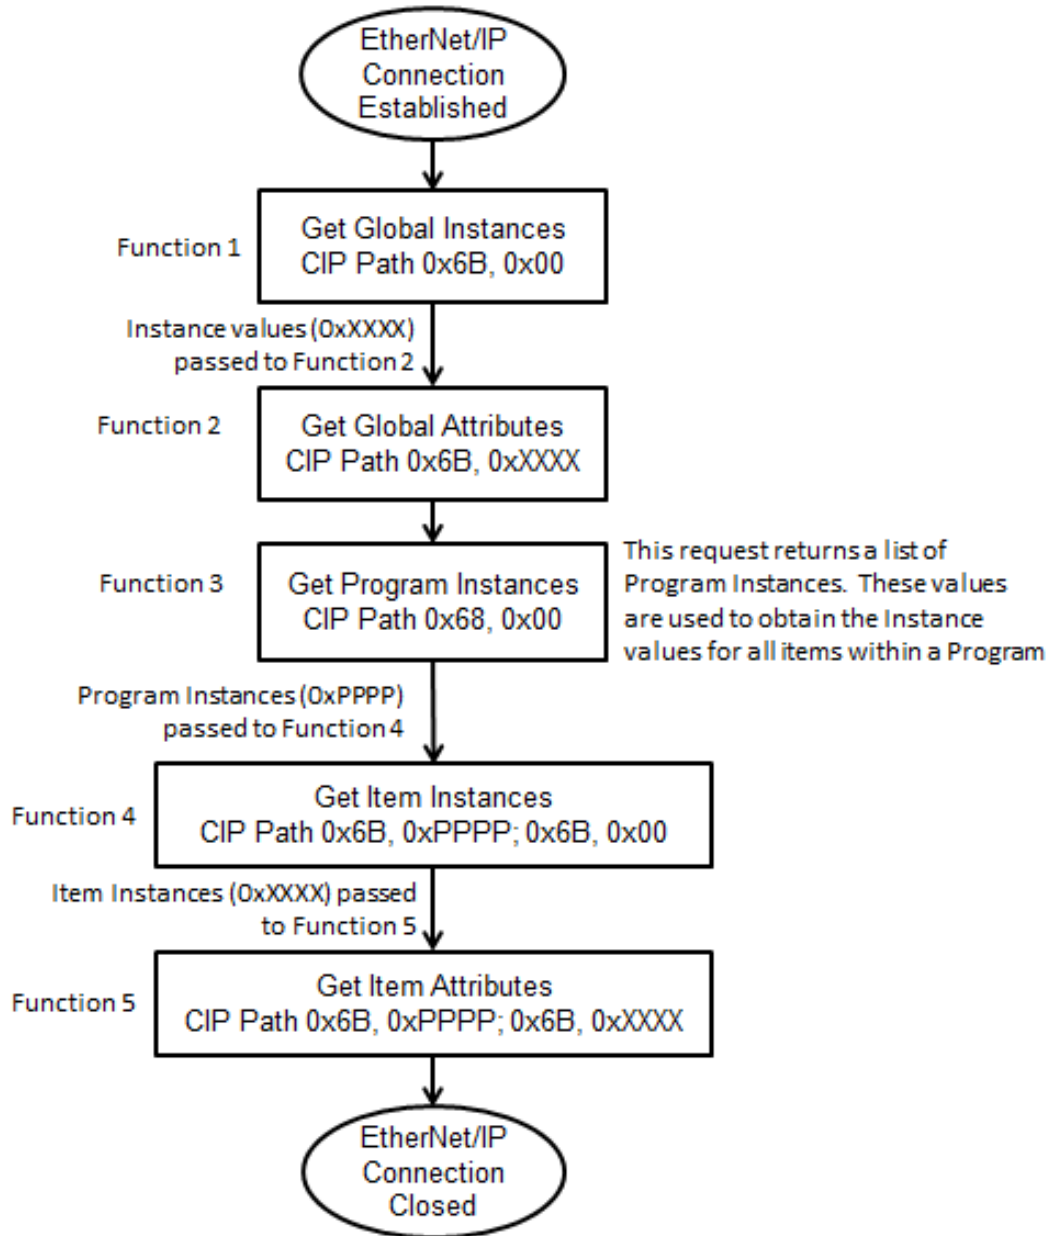 EtherNet/IP
Connection
Established
Function 1
Get Global Instances
CIP Path 0x6B, 0x00
Instance values (0xXXXX)
passed to Function 2
Function 2
Get Global Attributes
CIP Path 0x6B, 0xXXXX
Function 3
Get Program Instances
CIP Path 0x68, 0x00
This request returns a list of
Program Instances. These values
are used to obtain the Instance
values for all items within a Program
Program Instances (0xPPPP)
passed to Function 4
Function 4
Get Item Instances
CIP Path 0x6B, 0xPPPP; 0x6B, 0x00
Item Instances (0xXXXX) passed
to Function 5
Function 5
Get Item Attributes
CIP Path 0x6B, 0xPPPP; 0x6B, 0xXXXX
EtherNet/IP
Connection
Closed